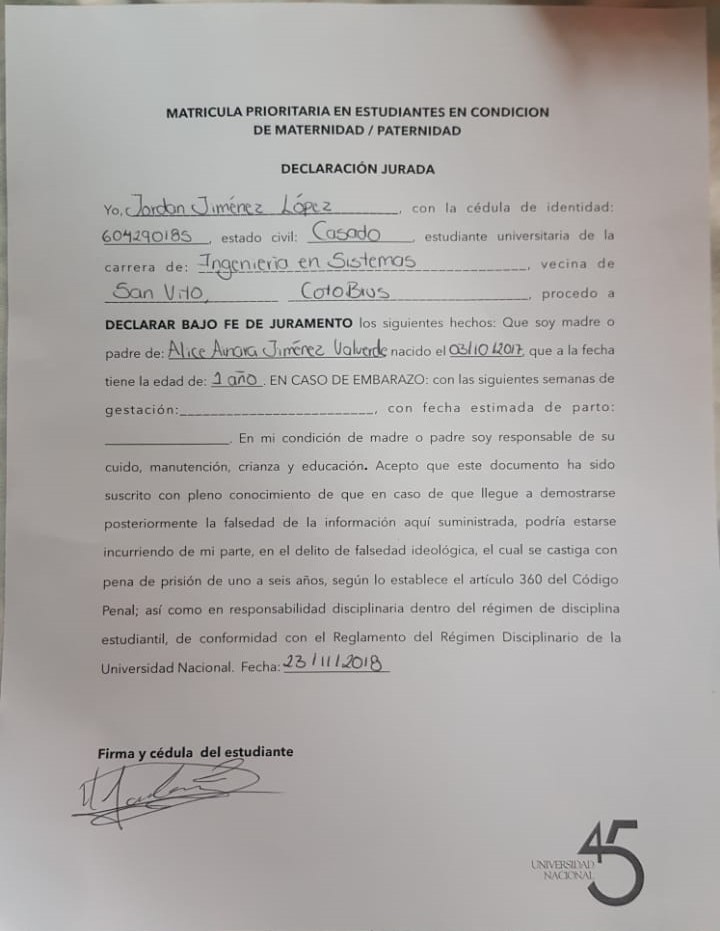 MATRICULA PRIORITARIA EN ESTUDIANTES EN CONDICION
DE MATERNIDAD / PATERNIDAD
DECLARACIÓN JURADA
Yo, Jordan Jiménez López, con la cédula de identidad:
604290185, estado civil: Casado, estudiante universitaria de la
carrera de: Ingenieria en Sistemas, vecina de
San Vito, Coto Brus, procedo a
DECLARAR BAJO FE DE JURAMENTO los siguientes hechos: Que soy madre o
padre de: Alice Jiménez Valverde nacido el 03/10/2017, que a la fecha
tiene la edad de: 1 año. EN CASO DE EMBARAZO: con las siguientes semanas de
gestación:__________________________, con fecha estimada de parto:
_________________. En mi condición de madre o padre soy responsable de su
cuido, manutención, crianza y educación. Acepto que este documento ha sido
suscrito con pleno conocimiento de que en caso de que llegue a demostrarse
posteriormente la falsedad de la información aquí suministrada, podría estarse
incurriendo de mi parte, en el delito de falsedad ideológica, el cual se castiga con
pena de prisión de uno a seis años, según lo establece el artículo 360 del Código
Penal; así como en responsabilidad disciplinaria dentro del régimen de disciplina
estudiantil, de conformidad con el Reglamento del Régimen Disciplinario de la
Universidad Nacional. Fecha: 23/11/2018
Firma y cédula del estudiante
45
UNIVERSIDAD
NACIONAL